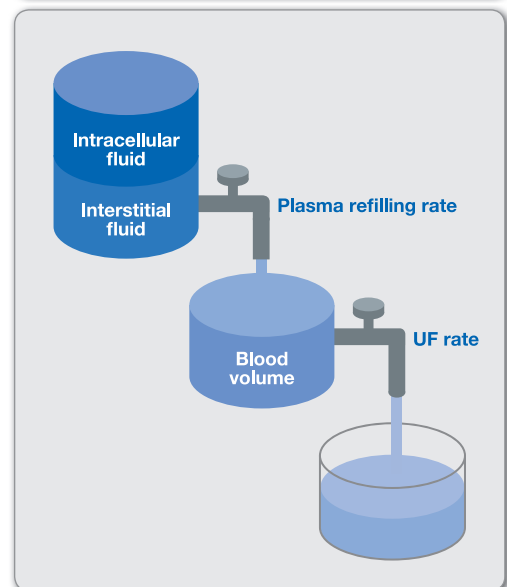 Intracellular
fluid
Interstitial
fluid
Plasma refilling rate
Blood
volume
UF rate